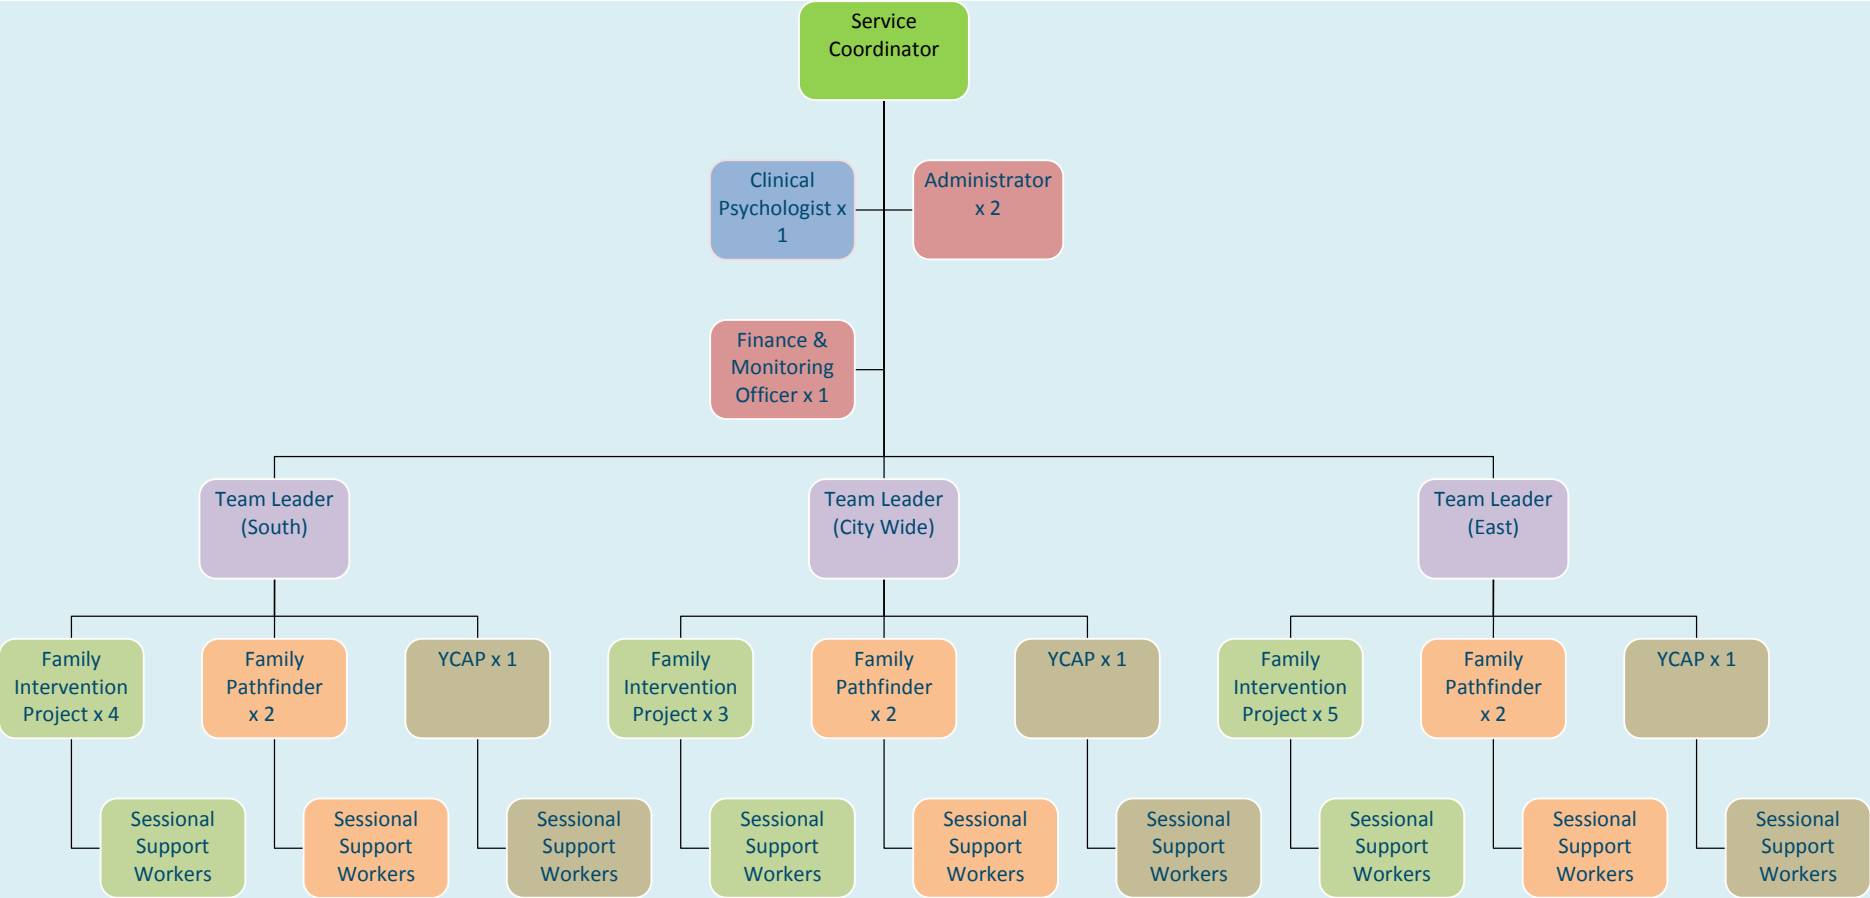 Service
Coordinator
Clinical
Psychologist x
1
Administrator
x 2
Finance &
Monitoring
Officer x 1
Team Leader
(South)
Team Leader
(City Wide)
Team Leader
(East)
Family
Intervention
Project x 4
Family
Pathfinder
x 2
YCAP x 1
Family
Intervention
Project x 3
Family
Pathfinder
x 2
YCAP x 1
Family
Intervention
Project x 5
Family
Pathfinder
x 2
YCAP x 1
Sessional
Support
Workers
Sessional
Support
Workers
Sessional
Support
Workers
Sessional
Support
Workers
Sessional
Support
Workers
Sessional
Support
Workers
Sessional
Support
Workers
Sessional
Support
Workers
Sessional
Support
Workers